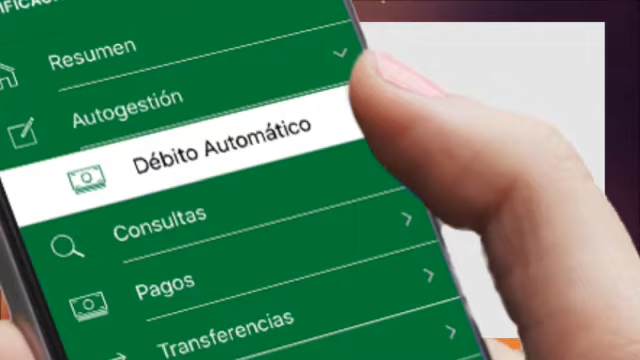 Resumen
Autogestión
Débito Automático
Consultas
Pagos
Transferencias